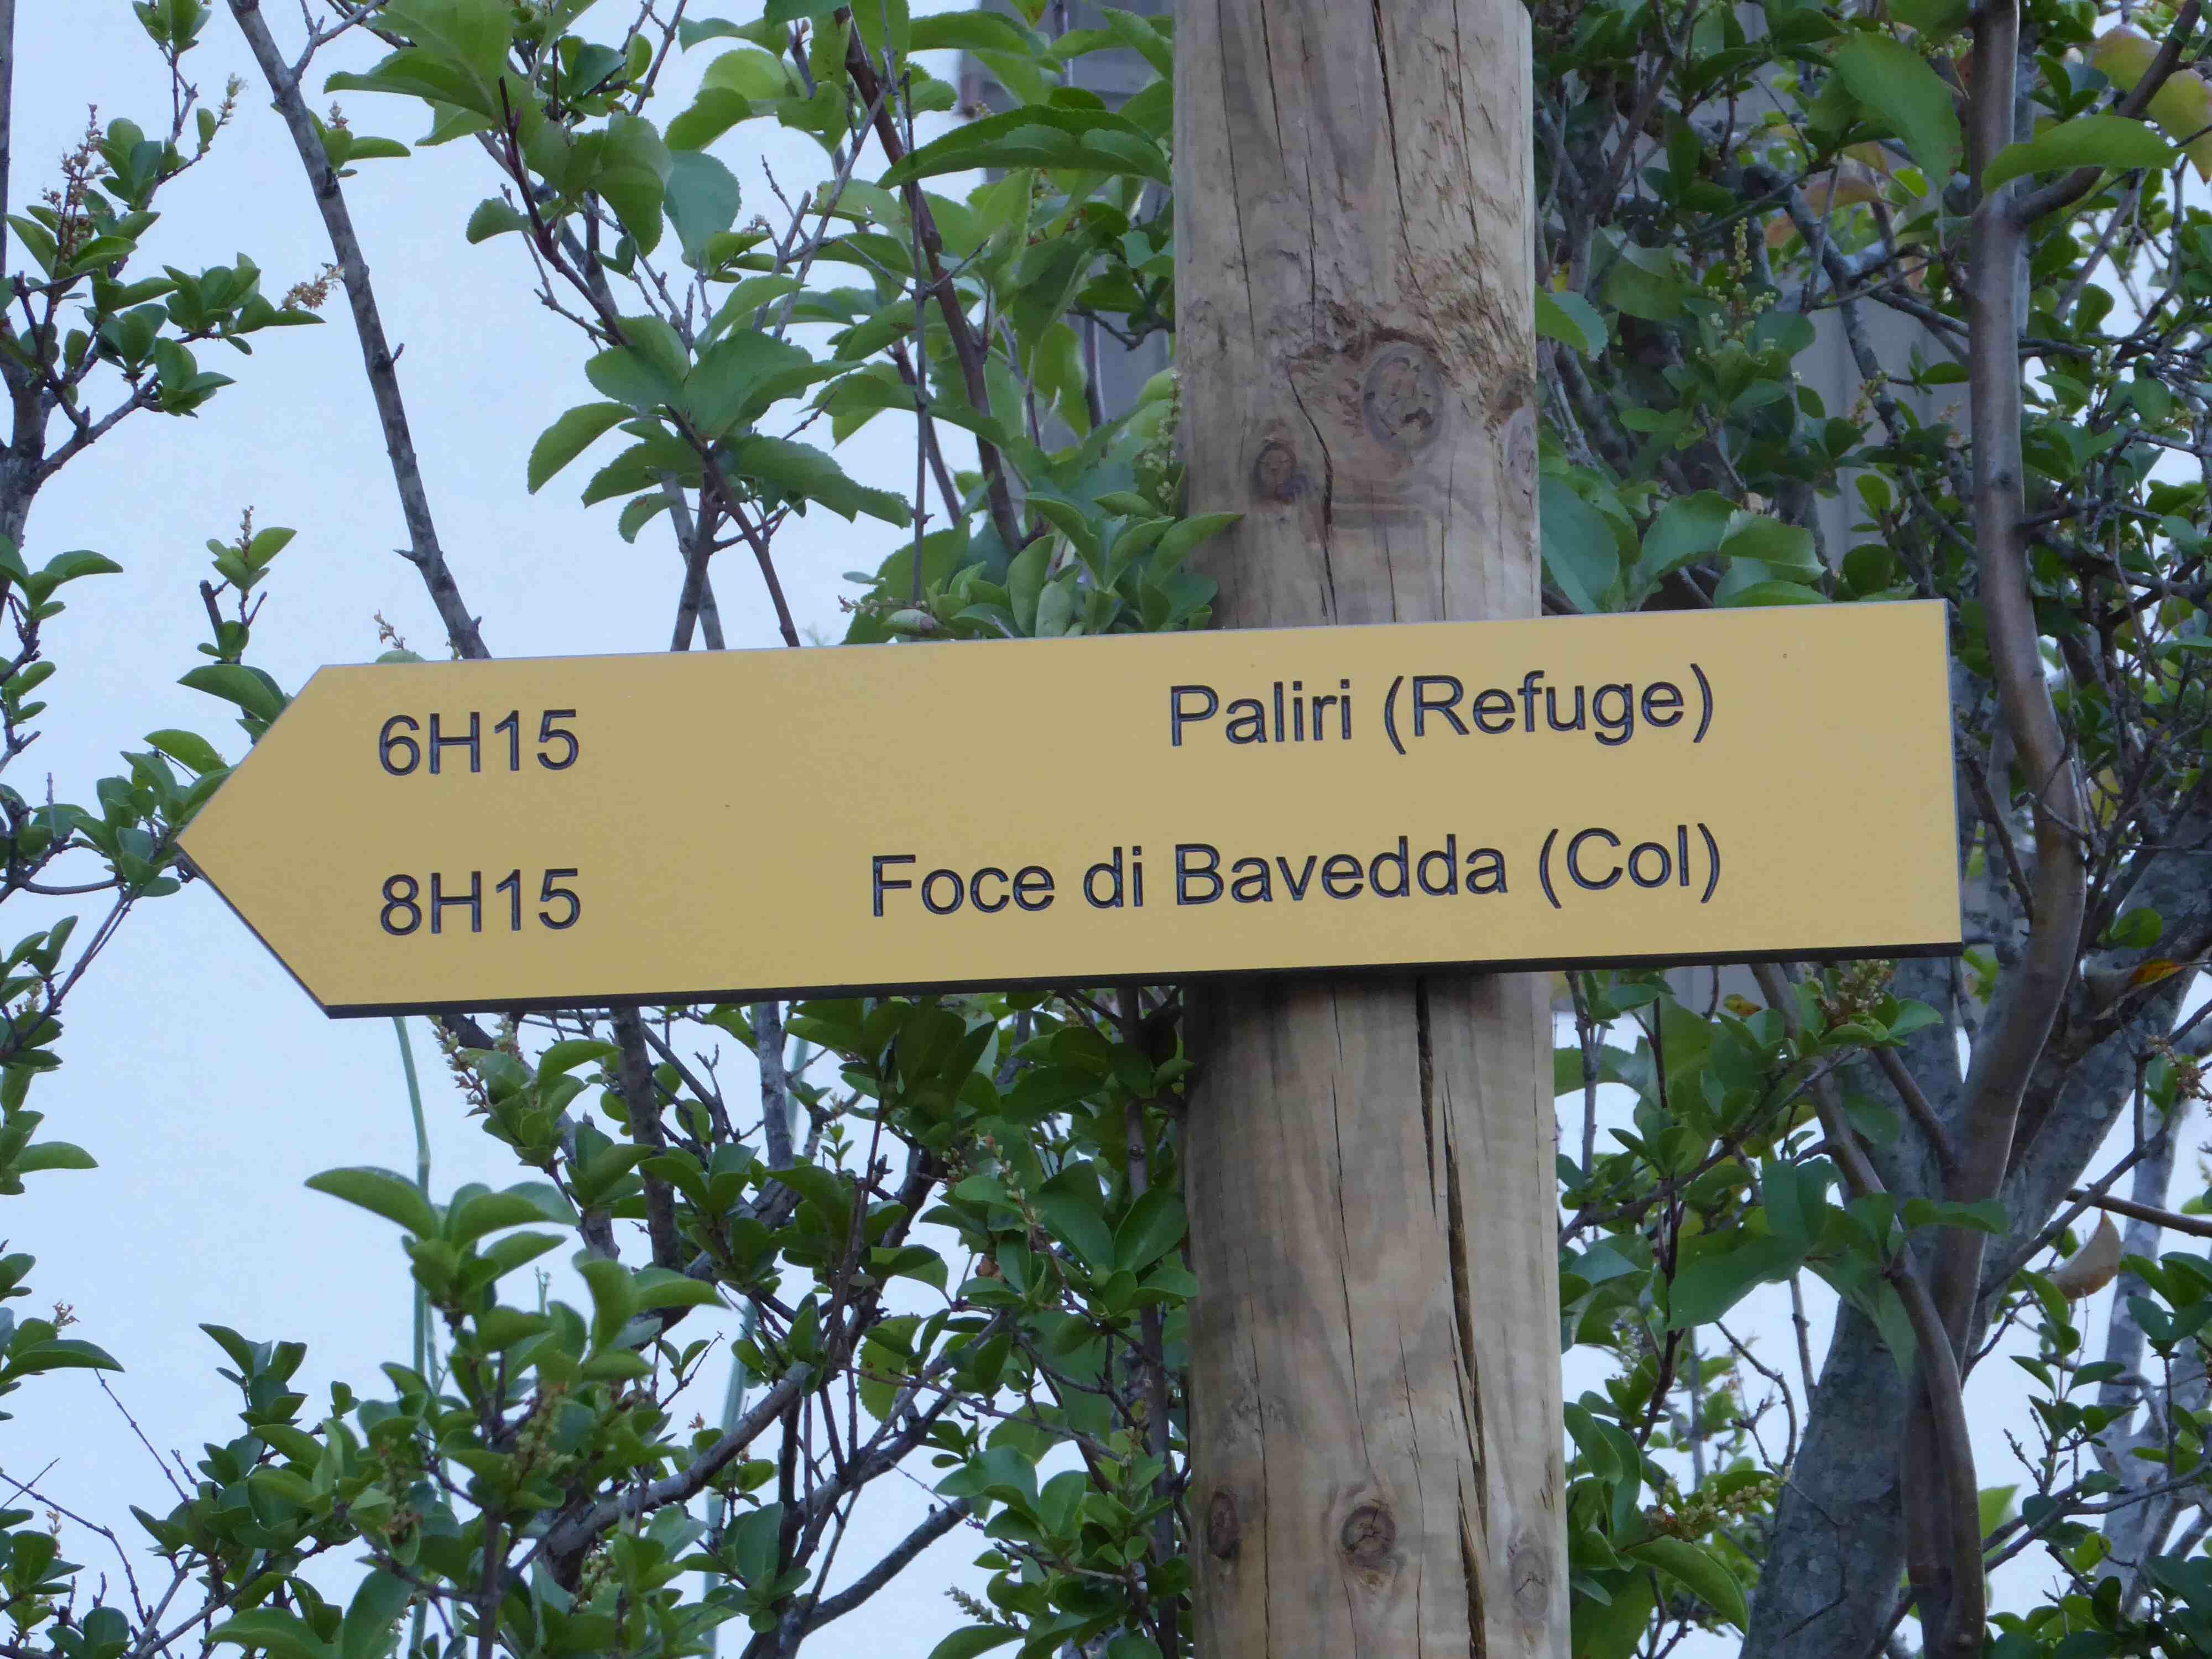 6H15 Paliri (Refuge)
8H15 Foce di Bavedda (Col)